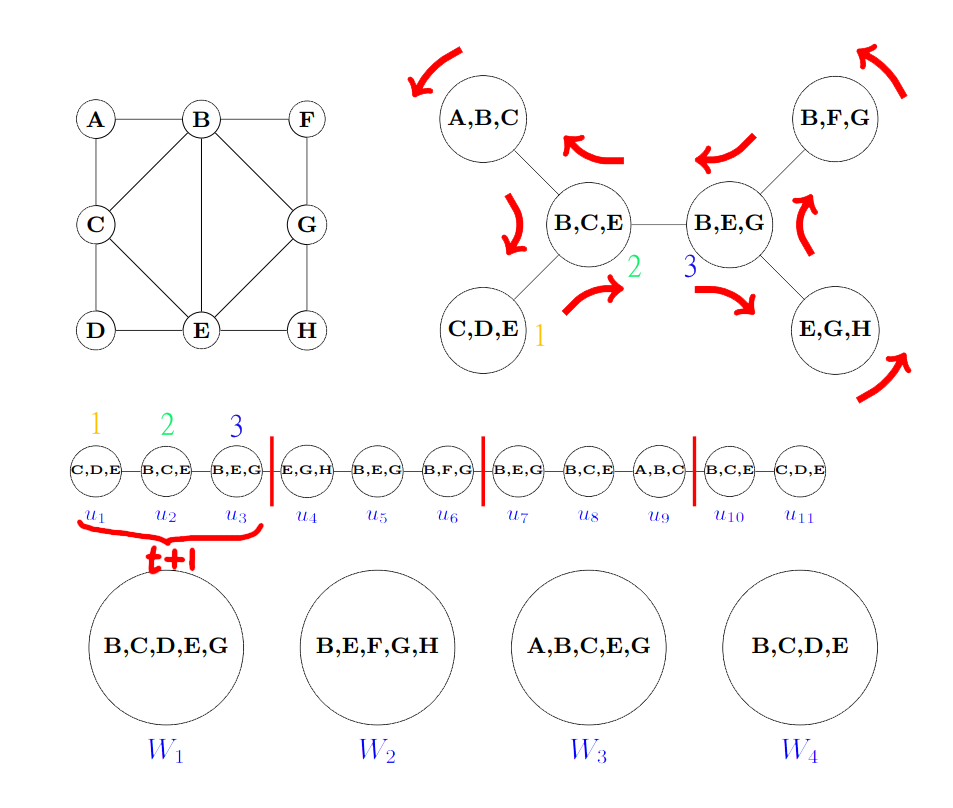 A B F
A,B,C B,F,G
C G
B,C,E B,E,G
2 3
D E H
C,D,E 1 E,G,H
1 2 3
C,D,E B,C,E B,E,G E,G,H B,E,G B,F,G B,E,G B,C,E A,B,C B,C,E C,D,E
u1 u2 u3 u4 u5 u6 u7 u8 u9 u10 u11
t+1
B,C,D,E,G B,E,F,G,H A,B,C,E,G B,C,D,E
W1 W2 W3 W4